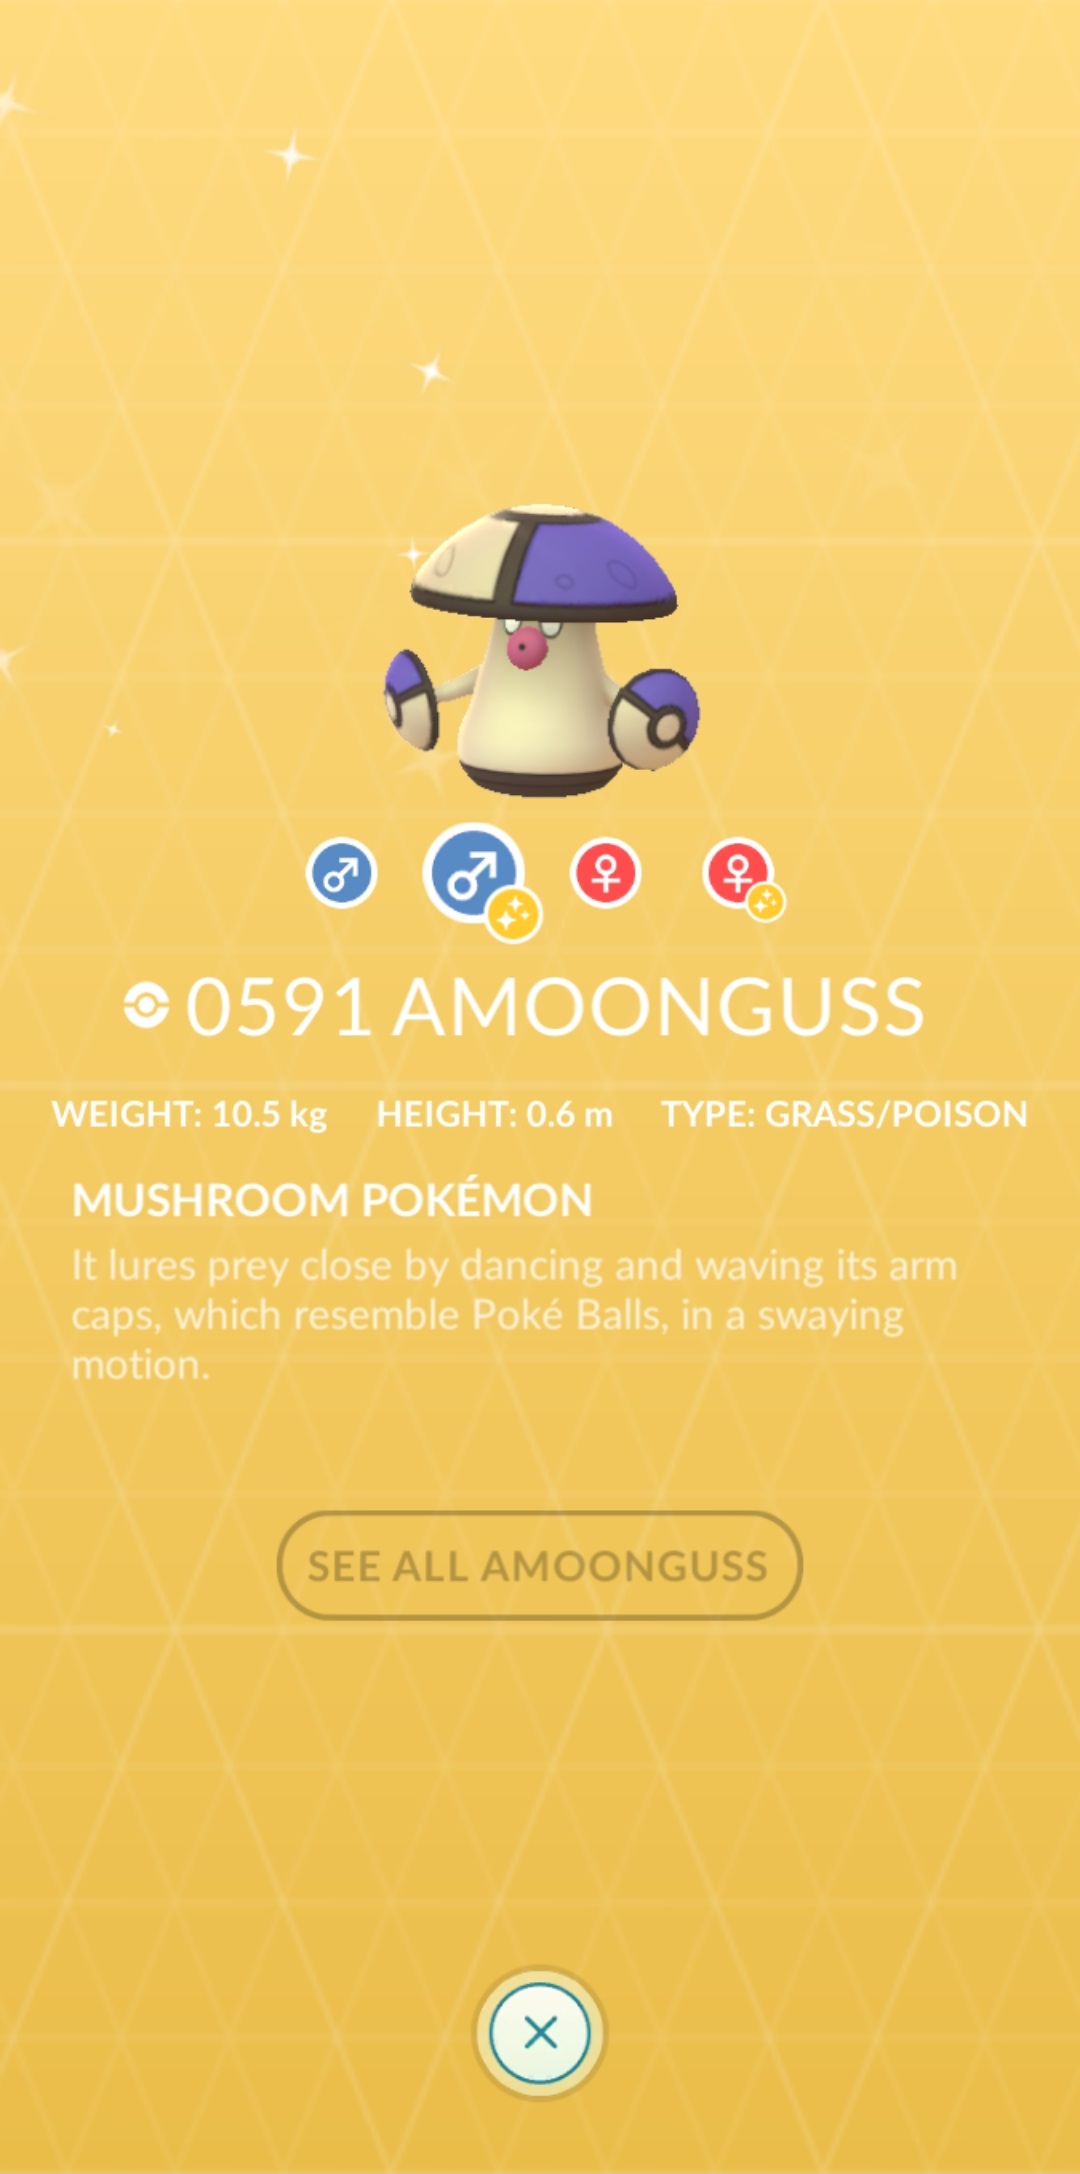 0591 AMOONGUSS
WEIGHT: 10.5 kg HEIGHT: 0.6 m TYPE: GRASS/POISON
MUSHROOM POKÉMON
It lures prey close by dancing and waving its arm
caps, which resemble Poké Balls, in a swaying
motion.
SEE ALL AMOONGUSS